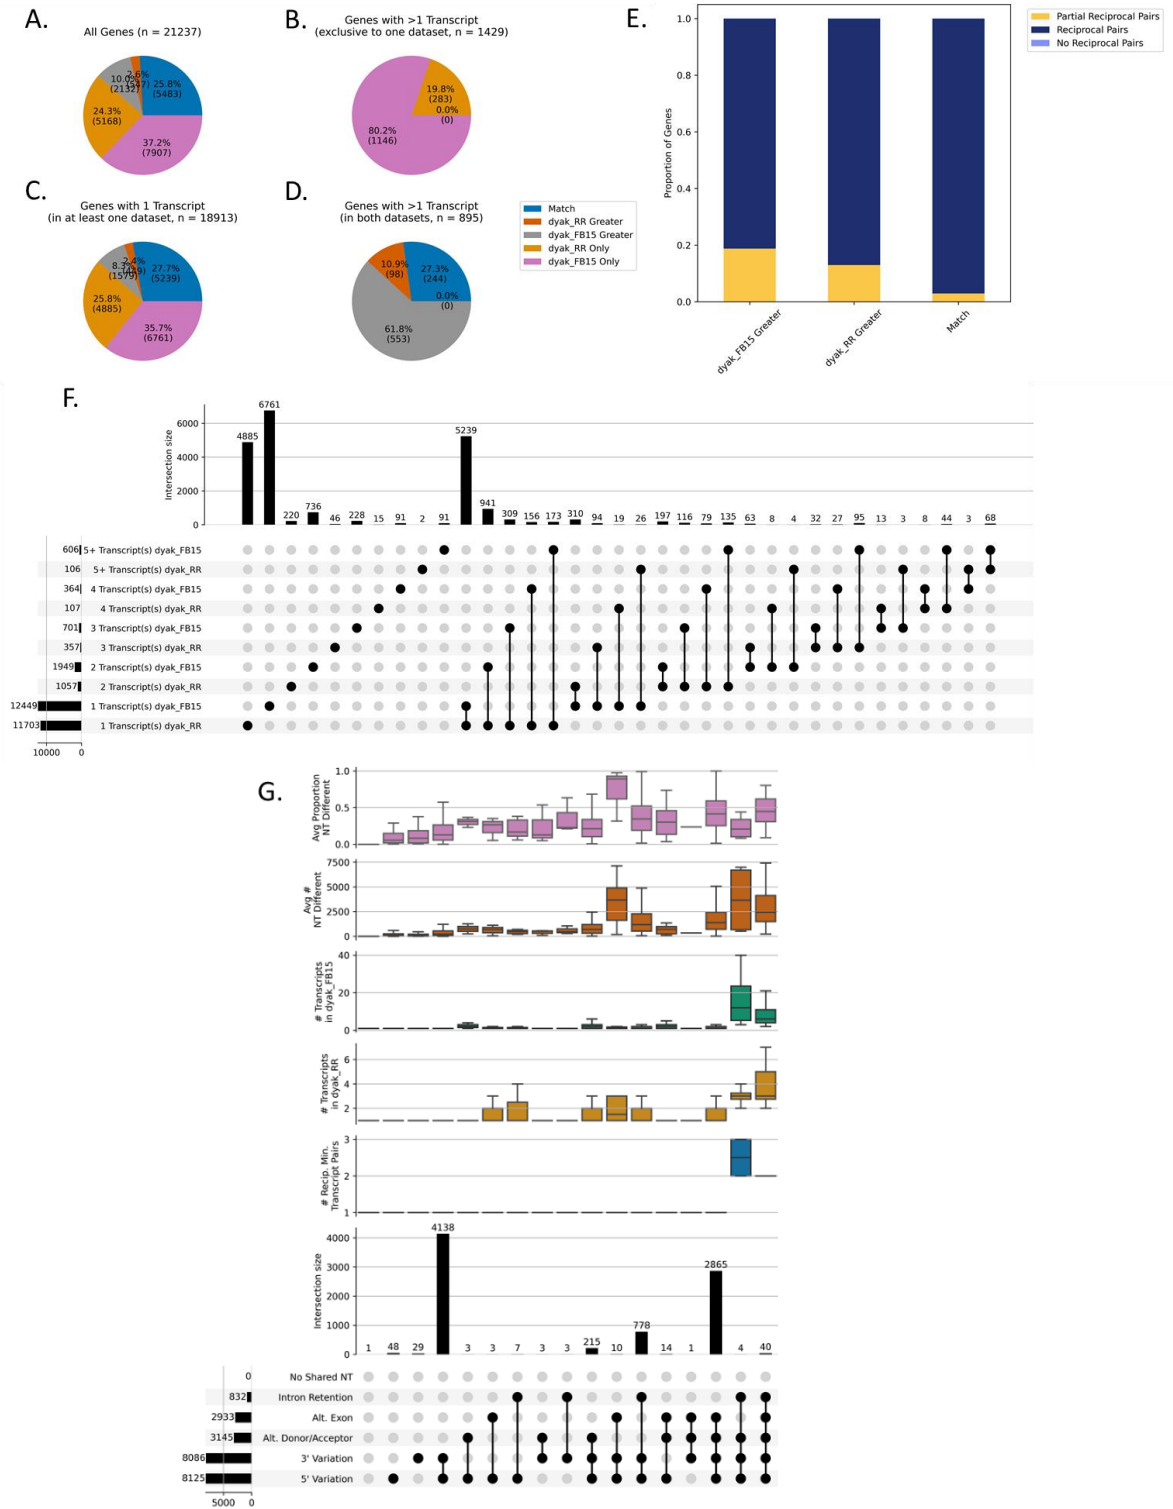 A.
All Genes (n = 21237)
2.6%
(547)
25.8%
(5483)
10.0%
(2132)
24.3%
(5168)
37.2%
(7907)
B.
Genes with >1 Transcript
(exclusive to one dataset, n = 1429)
19.8%
(283)
0.0%
(0)
80.2%
(1146)
C.
Genes with 1 Transcript
(in at least one dataset, n = 18913)
2.4%
(449)
27.7%
(5239)
8.3%
(1579)
25.8%
(4885)
35.7%
(6761)
D.
Genes with >1 Transcript
(in both datasets, n = 895)
10.9%
(98)
27.3%
(244)
0.0%
(0)
61.8%
(553)
Match
dyak_RR Greater
dyak_FB15 Greater
dyak_RR Only
dyak_FB15 Only
E.
Proportion of Genes
1.0
0.8
0.6
0.4
0.2
0.0
dyak_FB15 Greater
dyak_RR Greater
Match
Partial Reciprocal Pairs
Reciprocal Pairs
No Reciprocal Pairs
F.
Intersection size
6000
4000
2000
0
4885 6761 220 736 46 228 15 91 2 91 5239 941 309 156 173 310 94 19 26 197 116 79 135 63 8 4 32 27 95 13 3 8 44 3 68
606 5+ Transcript(s) dyak_FB15
106 5+ Transcript(s) dyak_RR
364 4 Transcript(s) dyak_FB15
107 4 Transcript(s) dyak_RR
701 3 Transcript(s) dyak_FB15
357 3 Transcript(s) dyak_RR
1949 2 Transcript(s) dyak_FB15
1057 2 Transcript(s) dyak_RR
12449 1 Transcript(s) dyak_FB15
11703 1 Transcript(s) dyak_RR
10000 0
G.
Avg Proportion
NT Different
1.0
0.5
0.0
Avg #
NT Different
7500
5000
2500
0
# Transcripts
in dyak_FB15
40
20
0
# Transcripts
in dyak_RR
6
4
2
# Recip. Min.
Transcript Pairs
3
2
1
Intersection size
4000
3000
2000
1000
0
1 48 29 4138 3 3 7 3 3 215 10 778 14 1 2865 4 40
0 No Shared NT
832 Intron Retention
2933 Alt. Exon
3145 Alt. Donor/Acceptor
8086 3' Variation
8125 5' Variation
5000 0